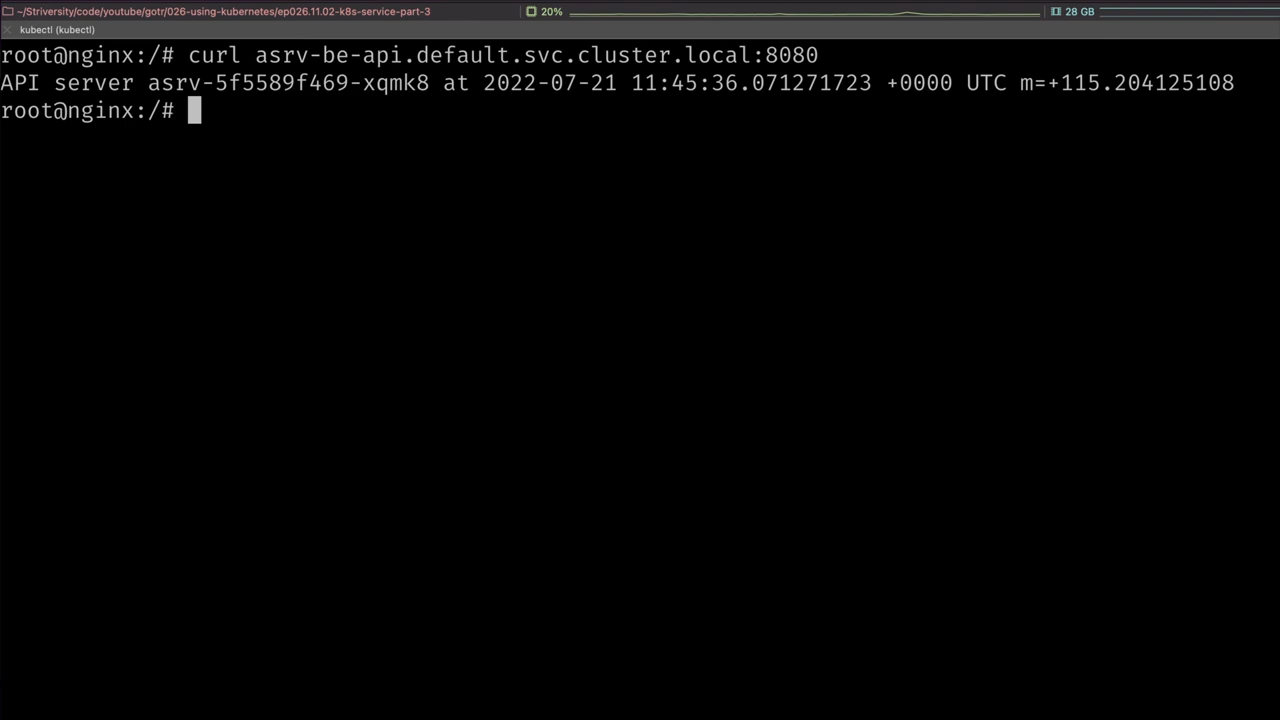 ~/Striversity/code/youtube/gotr/026-using-kubernetes/ep026.11.02-k8s-service-part-3 20% 28 GB
kubectl (kubectl)
root@nginx:/# curl asrv-be-api.default.svc.cluster.local:8080
API server asrv-5f5589f469-xqmk8 at 2022-07-21 11:45:36.071271723 +0000 UTC m=+115.204125108
root@nginx:/#